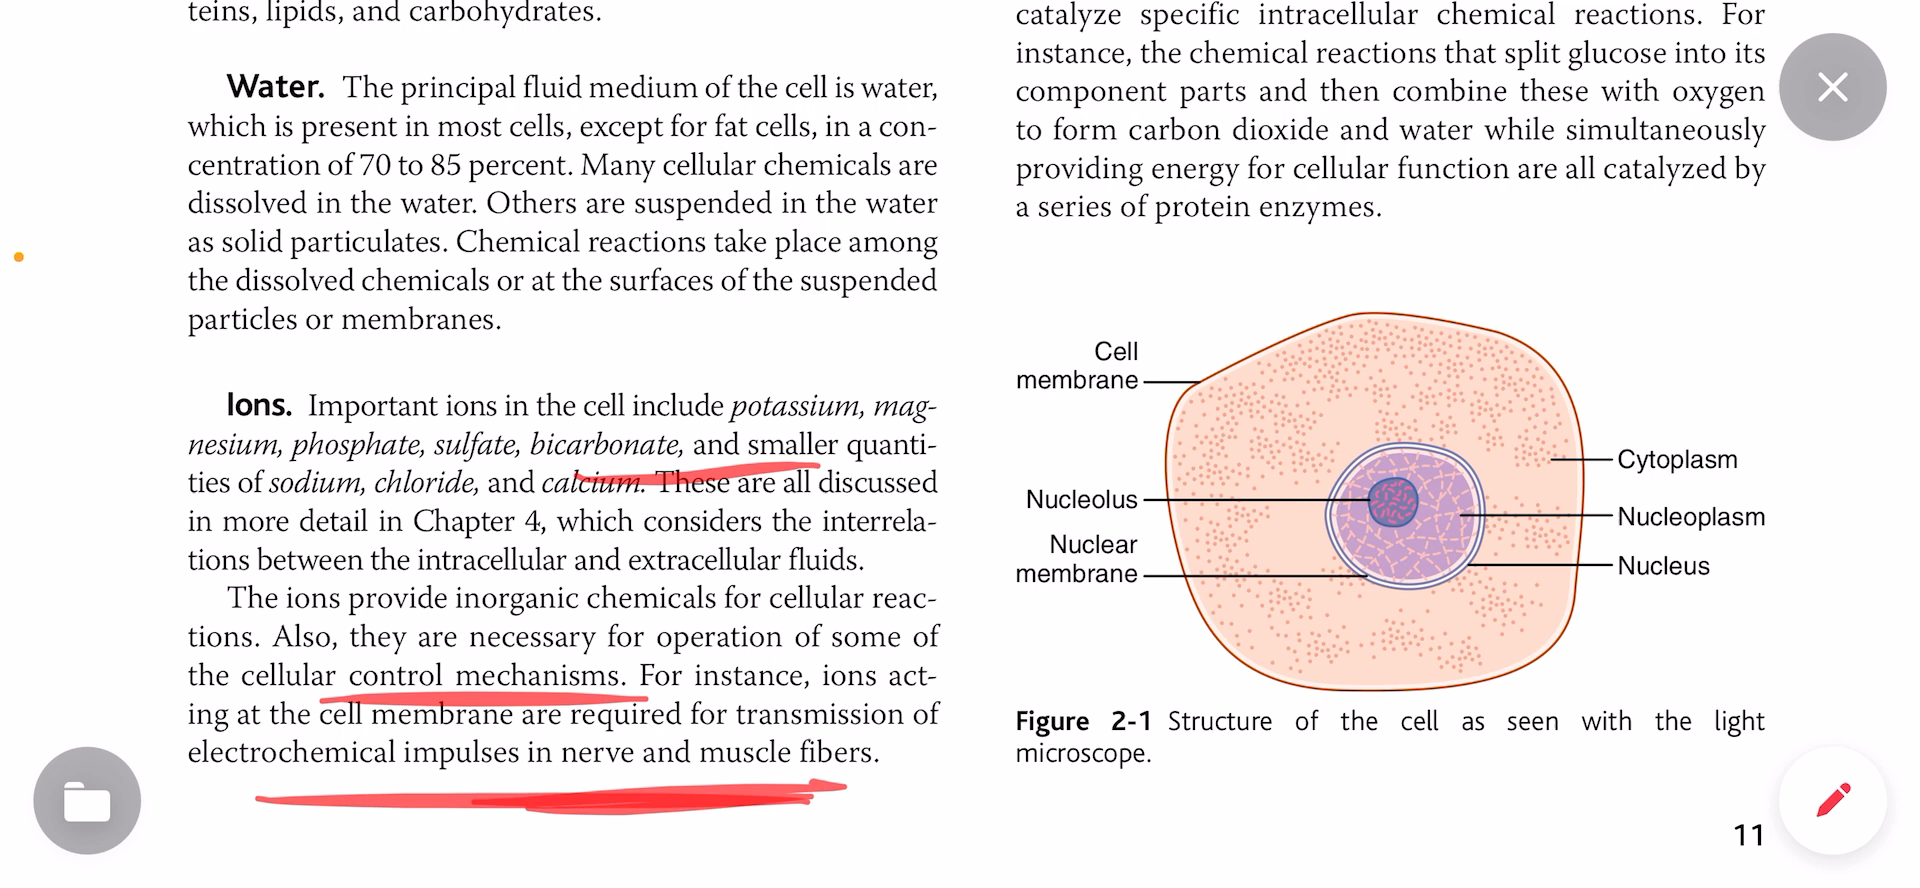 teins, lipids, and carbohydrates.
Water. The principal fluid medium of the cell is water,
which is present in most cells, except for fat cells, in a con-
centration of 70 to 85 percent. Many cellular chemicals are
dissolved in the water. Others are suspended in the water
as solid particulates. Chemical reactions take place among
the dissolved chemicals or at the surfaces of the suspended
particles or membranes.
Ions. Important ions in the cell include potassium, mag-
nesium, phosphate, sulfate, bicarbonate, and smaller quanti-
ties of sodium, chloride, and calcium. These are all discussed
in more detail in Chapter 4, which considers the interrela-
tions between the intracellular and extracellular fluids.
The ions provide inorganic chemicals for cellular reac-
tions. Also, they are necessary for operation of some of
the cellular control mechanisms. For instance, ions act-
ing at the cell membrane are required for transmission of
electrochemical impulses in nerve and muscle fibers.
catalyze specific intracellular chemical reactions. For
instance, the chemical reactions that split glucose into its
component parts and then combine these with oxygen
to form carbon dioxide and water while simultaneously
providing energy for cellular function are all catalyzed by
a series of protein enzymes.
Cell
membrane
Nucleolus
Nuclear
membrane
Cytoplasm
Nucleoplasm
Nucleus
Figure 2-1 Structure of the cell as seen with the light
microscope.
11